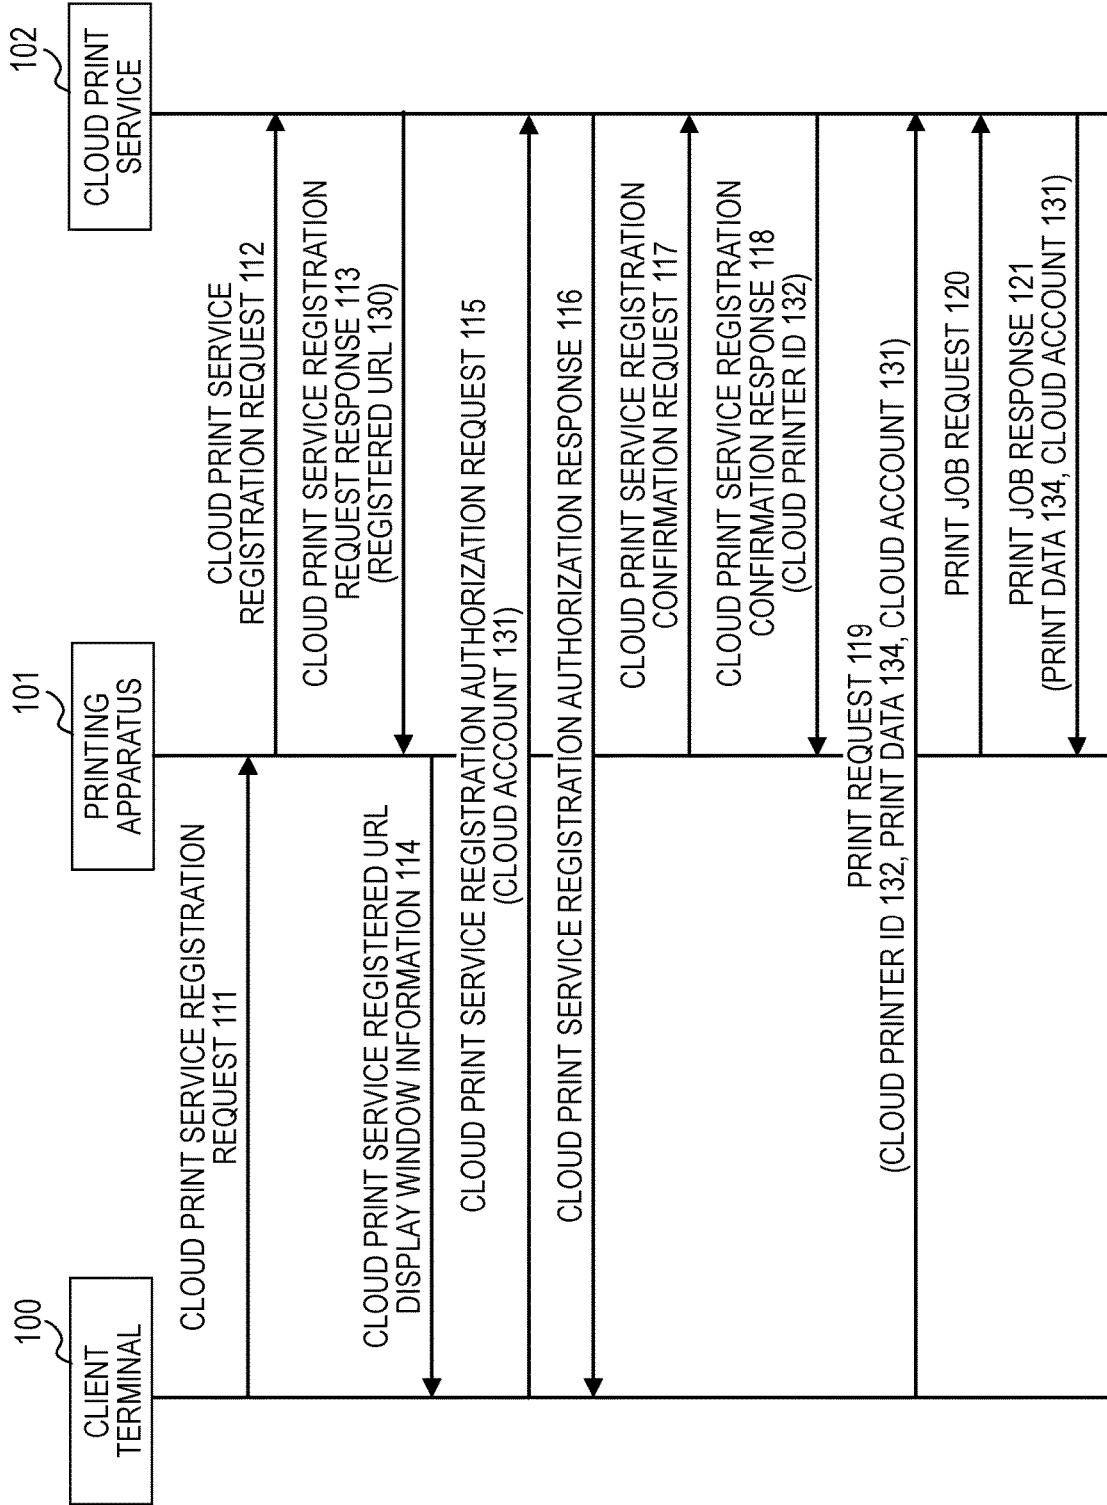 100
CLIENT
TERMINAL
101
PRINTING
APPARATUS
102
CLOUD PRINT
SERVICE
CLOUD PRINT SERVICE REGISTRATION
REQUEST 111
CLOUD PRINT SERVICE
REGISTRATION REQUEST 112
CLOUD PRINT SERVICE REGISTRATION
REQUEST RESPONSE 113
(REGISTERED URL 130)
CLOUD PRINT SERVICE REGISTERED URL
DISPLAY WINDOW INFORMATION 114
CLOUD PRINT SERVICE REGISTRATION AUTHORIZATION REQUEST 115
(CLOUD ACCOUNT 131)
CLOUD PRINT SERVICE REGISTRATION AUTHORIZATION RESPONSE 116
CLOUD PRINT SERVICE REGISTRATION
CONFIRMATION REQUEST 117
CLOUD PRINT SERVICE REGISTRATION
CONFIRMATION RESPONSE 118
(CLOUD PRINTER ID 132)
PRINT REQUEST 119
(CLOUD PRINTER ID 132, PRINT DATA 134, CLOUD ACCOUNT 131)
PRINT JOB REQUEST 120
PRINT JOB RESPONSE 121
(PRINT DATA 134, CLOUD ACCOUNT 131)